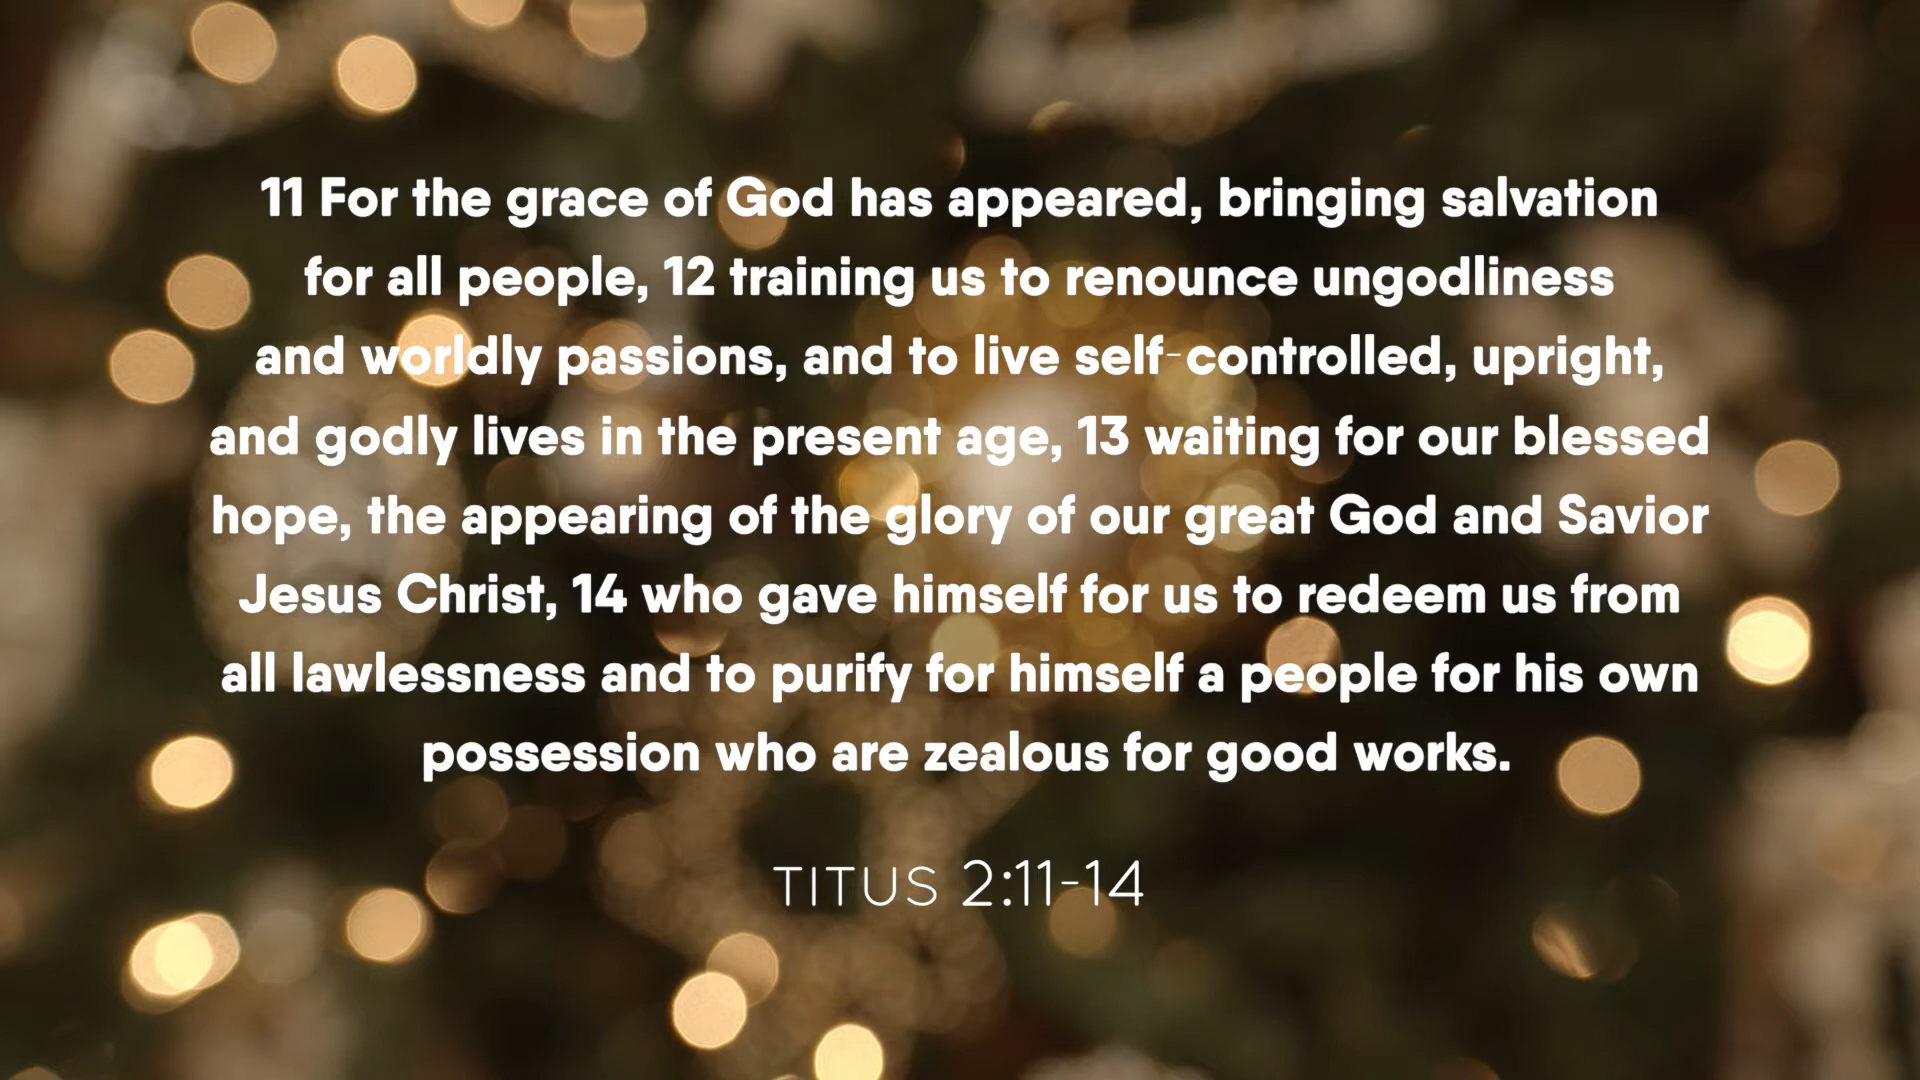 11 For the grace of God has appeared, bringing salvation
for all people, 12 training us to renounce ungodliness
and worldly passions, and to live self-controlled, upright,
and godly lives in the present age, 13 waiting for our blessed
hope, the appearing of the glory of our great God and Savior
Jesus Christ, 14 who gave himself for us to redeem us from
all lawlessness and to purify for himself a people for his own
possession who are zealous for good works.
TITUS 2:11-14